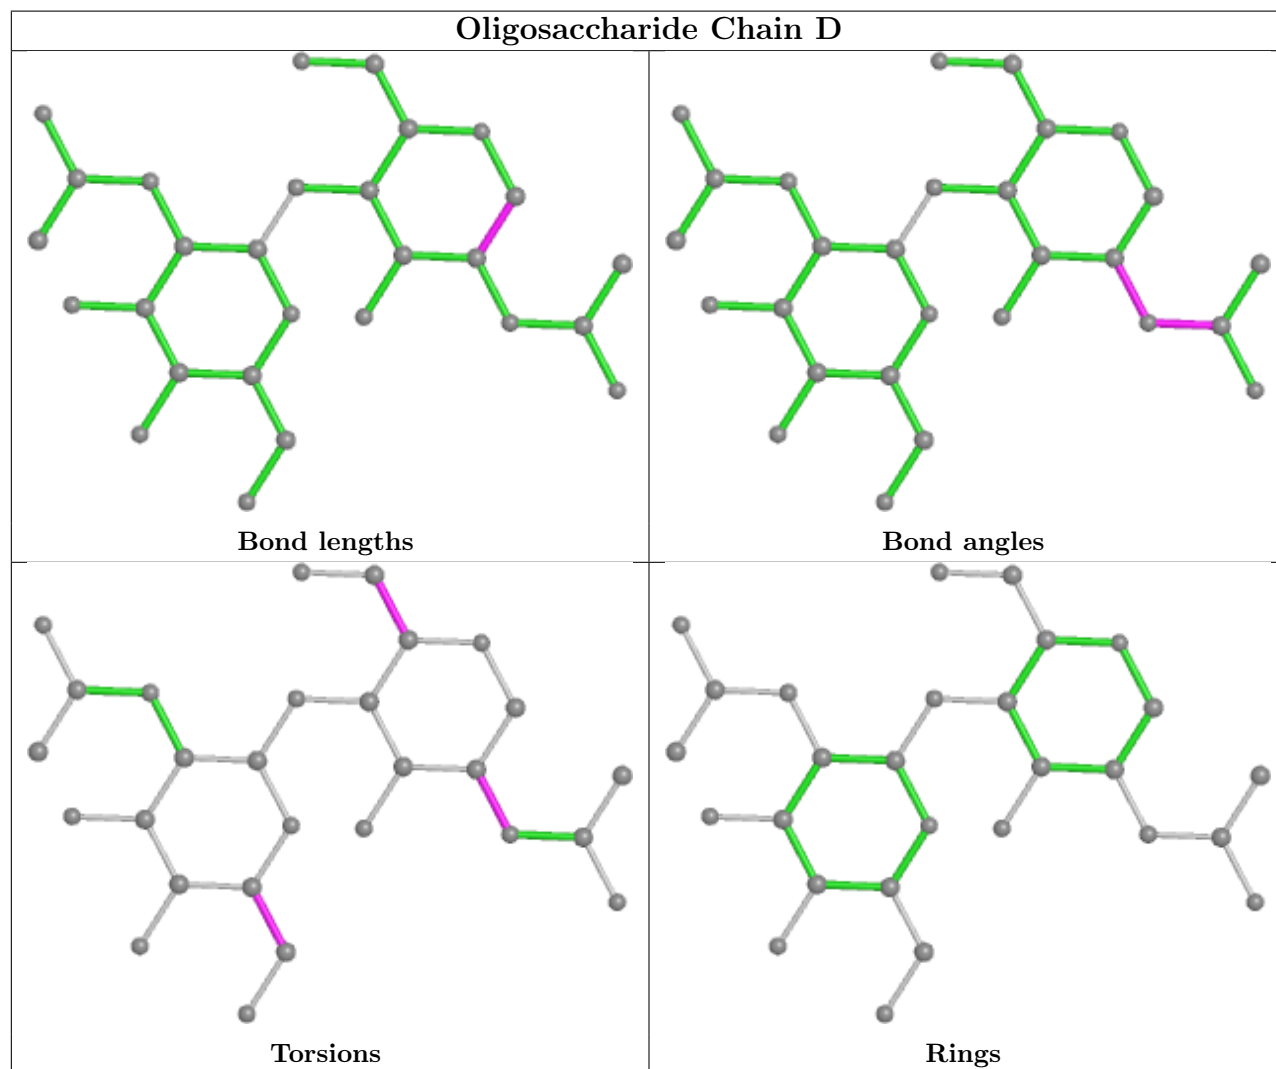 Oligosaccharide Chain D
Bond lengths
Bond angles
Torsions
Rings